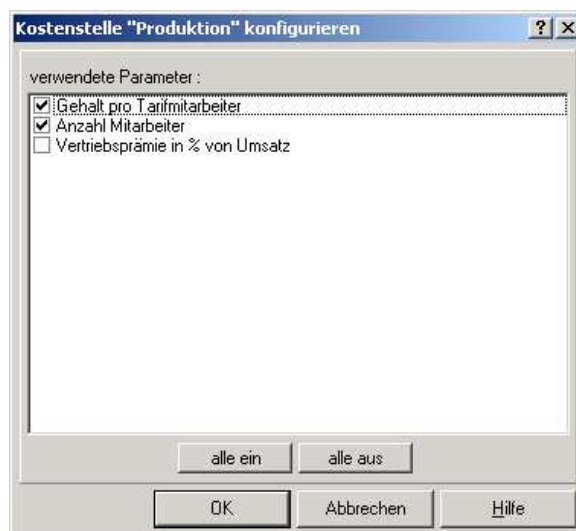 Kostenstelle "Produktion" konfigurieren
verwendete Parameter :
Gehalt pro Tarifmitarbeiter
Anzahl Mitarbeiter
Vertriebsprämie in % von Umsatz
alle ein alle aus
OK Abbrechen Hilfe